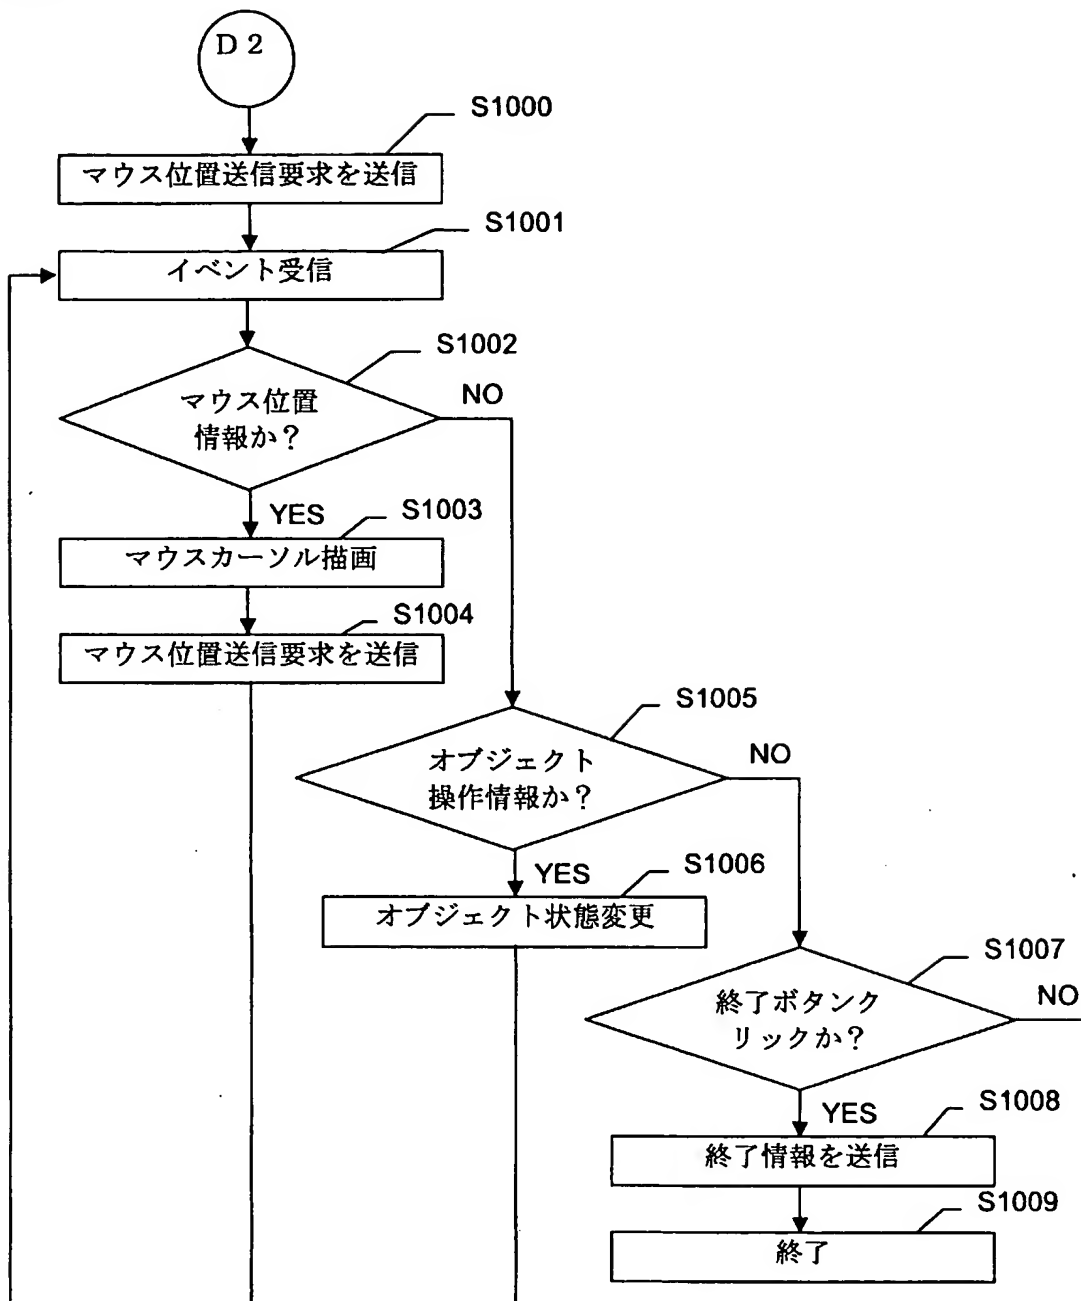 D2
S1000
マウス位置送信要求を送信
S1001
イベント受信
S1002
マウス位置
情報か？
NO
YES
S1003
マウスカーソル描画
S1004
マウス位置送信要求を送信
S1005
オブジェクト
操作情報か？
NO
YES
S1006
オブジェクト状態変更
S1007
終了ボタンク
リックか？
NO
YES
S1008
終了情報を送信
S1009
終了